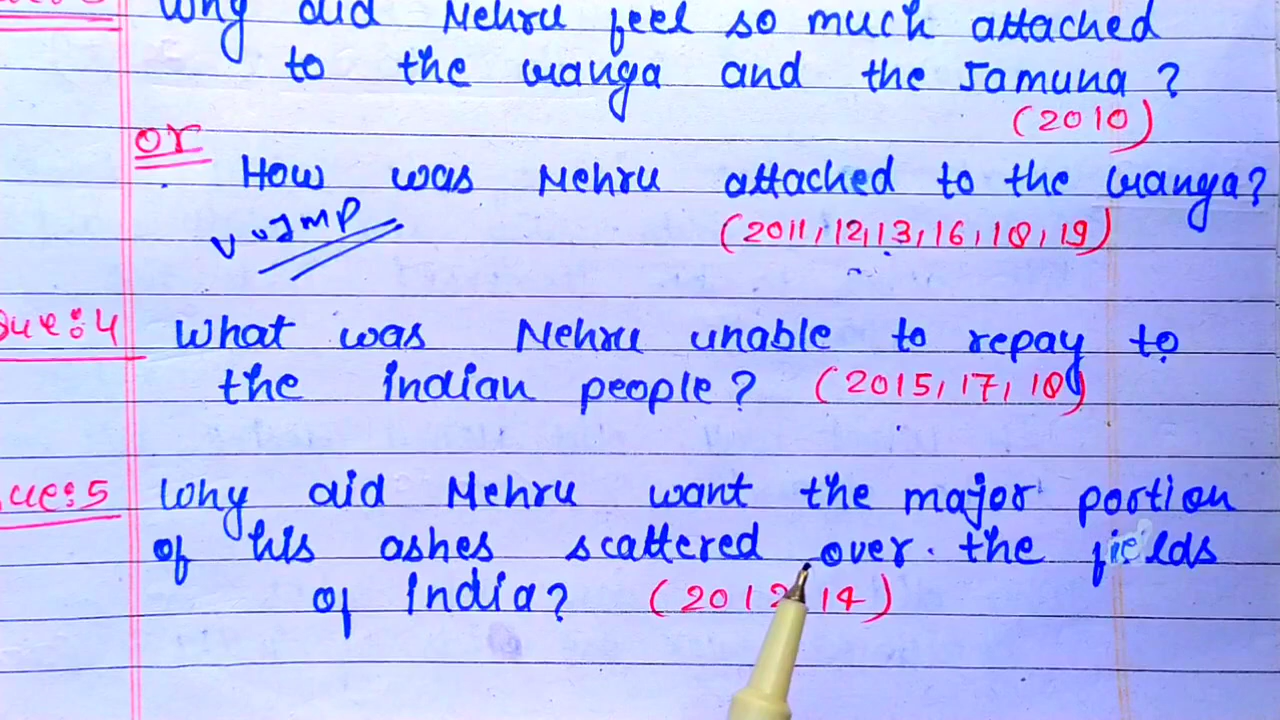 Why did Nehru feel so much attached
to the Ganga and the Jamuna ?
(2010)
or
How was Nehru attached to the Ganga?
v v Imp
(2011, 12, 13, 16, 18, 19)
Que: 4 What was Nehru unable to repay to
the indian people ? (2015, 17, 18)
Que: 5 Why did Nehru want the major portion
of his ashes scattered over the fields
of india ? (2012, 14)